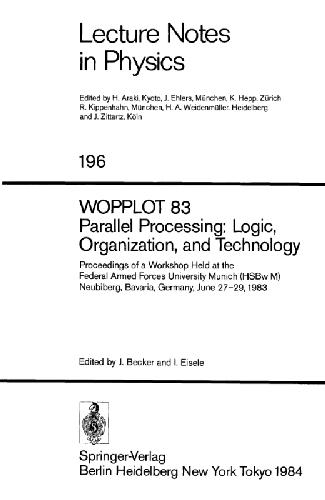 Lecture Notes
in Physics
Edited by H. Araki, Kyoto, J. Ehlers, München, K. Hepp, Zürich
R. Kippenhahn, München, H. A. Weidenmüller, Heidelberg
and J. Zittartz, Köln
196
WOPPLOT 83
Parallel Processing: Logic,
Organization, and Technology
Proceedings of a Workshop Held at the
Federal Armed Forces University Munich (HSBw M)
Neubiberg, Bavaria, Germany, June 27–29, 1983
Edited by J. Becker and I. Eisele
Springer-Verlag
Berlin Heidelberg New York Tokyo 1984